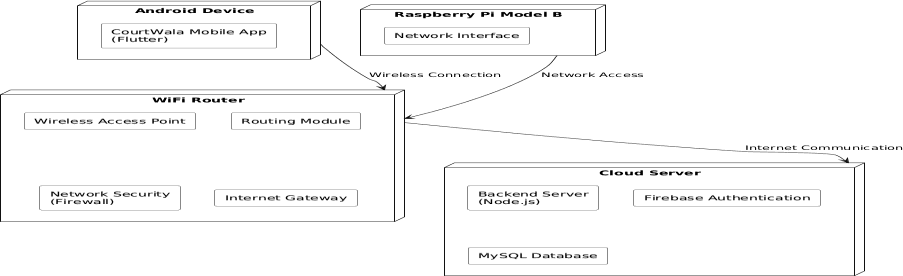 Android Device
CourtWala Mobile App
(Flutter)
Raspberry Pi Model B
Network Interface
Wireless Connection
Network Access
WiFi Router
Wireless Access Point
Routing Module
Network Security
(Firewall)
Internet Gateway
Internet Communication
Cloud Server
Backend Server
(Node.js)
Firebase Authentication
MySQL Database